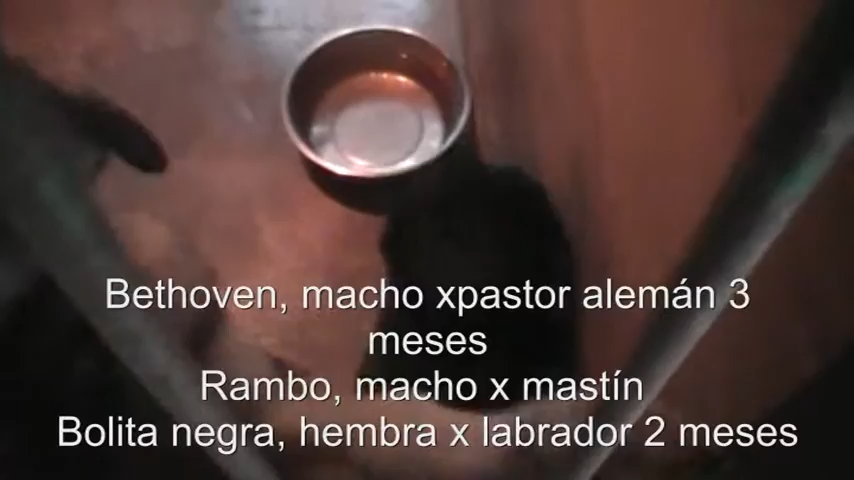 Bethoven, macho xpastor alemán 3
meses
Rambo, macho x mastín
Bolita negra, hembra x labrador 2 meses